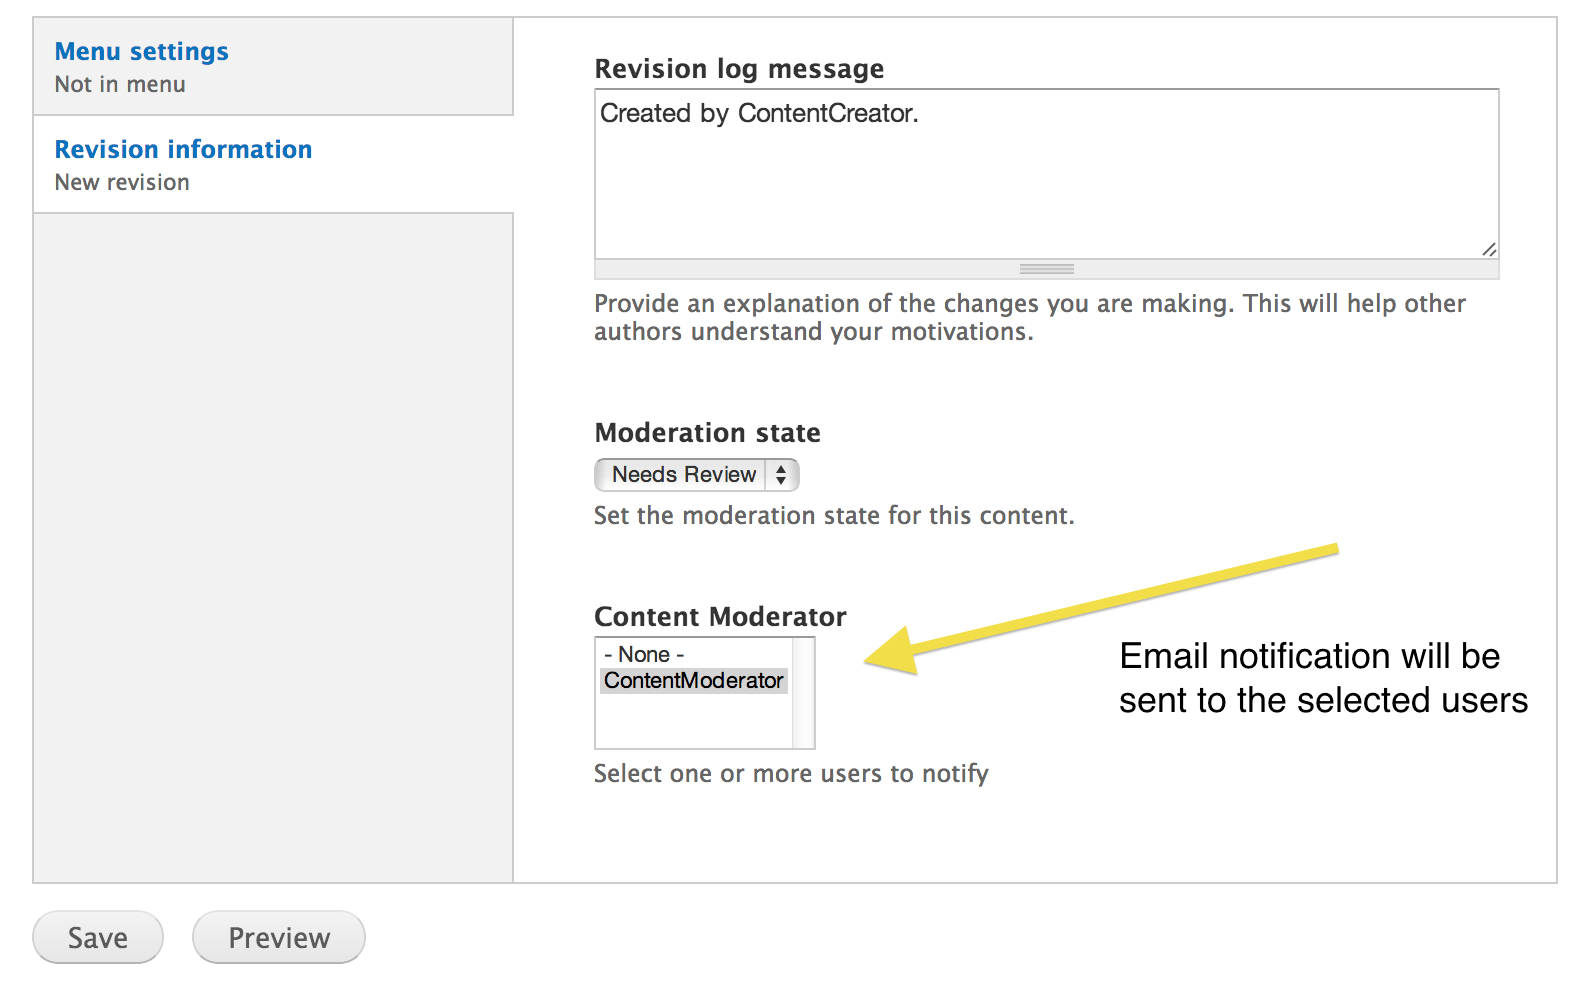 Menu settings
Not in menu
Revision information
New revision
Revision log message
Created by ContentCreator.
Provide an explanation of the changes you are making. This will help other
authors understand your motivations.
Moderation state
Needs Review
Set the moderation state for this content.
Content Moderator
- None -
ContentModerator
Select one or more users to notify
Email notification will be
sent to the selected users
Save
Preview